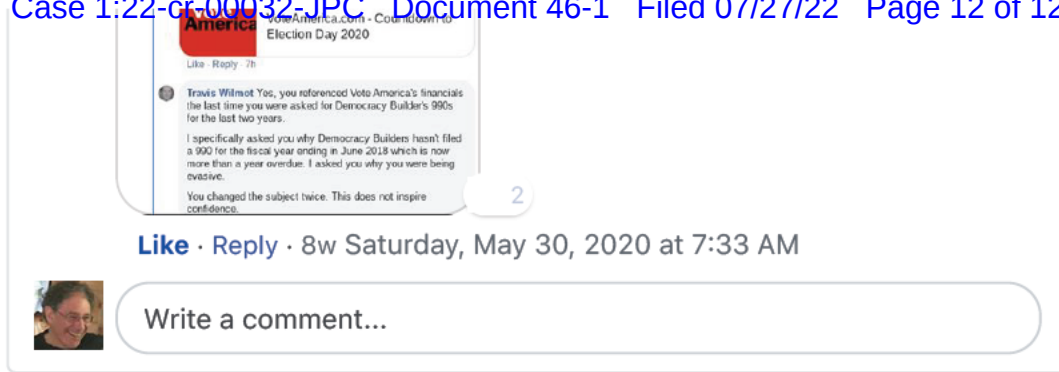 Case 1:22-cr-00032-JPC Document 46-1 Filed 07/27/22 Page 12 of 12
America
VoteAmerica.com - Countdown to
Election Day 2020
Like · Reply · 7h
Travis Wilmot Yes, you referenced Vote America's financials
the last time you were asked for Democracy Builder's 990s
for the last two years.
I specifically asked you why Democracy Builders hasn't filed
a 990 for the fiscal year ending in June 2018 which is now
more than a year overdue. I asked you why you were being
evasive.
You changed the subject twice. This does not inspire
confidence.
2
Like · Reply · 8w Saturday, May 30, 2020 at 7:33 AM
Write a comment...